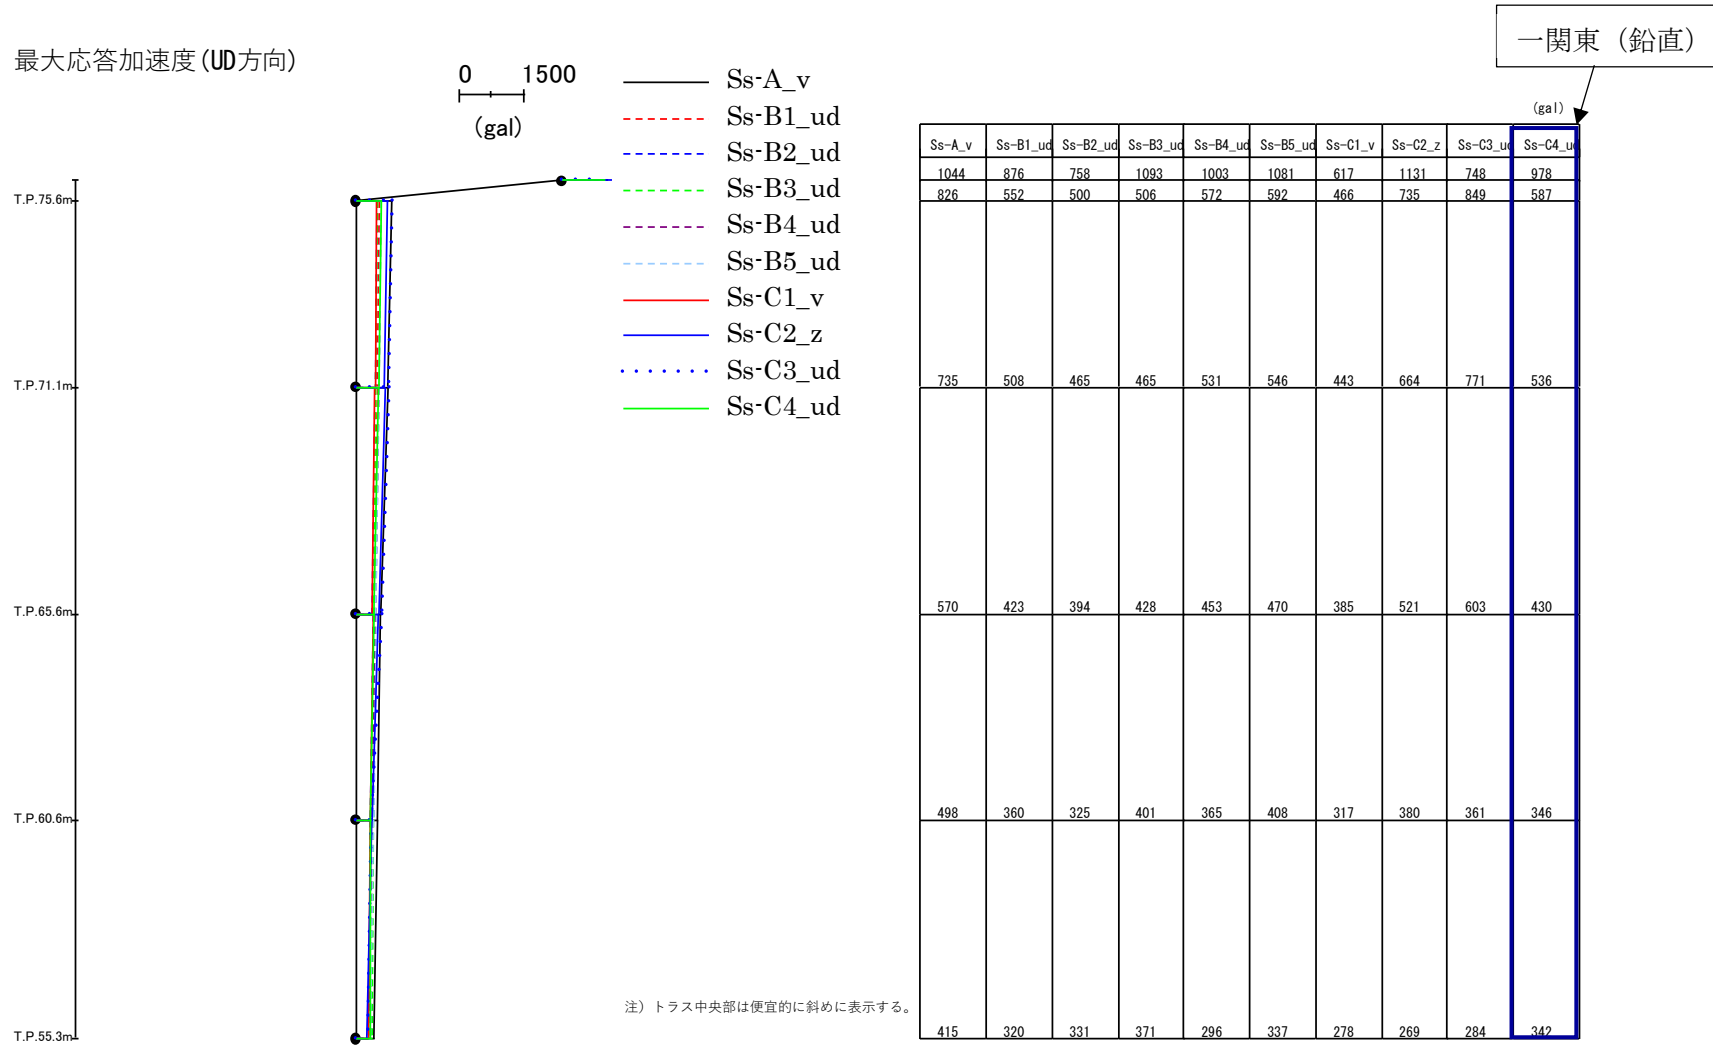 一関東（鉛直）
最大応答加速度(UD方向)
0 1500
(gal)
Ss-A_v
Ss-B1_ud
Ss-B2_ud
Ss-B3_ud
Ss-B4_ud
Ss-B5_ud
Ss-C1_v
Ss-C2_z
Ss-C3_ud
Ss-C4_ud
(gal)
Ss-A_v Ss-B1_ud Ss-B2_ud Ss-B3_ud Ss-B4_ud Ss-B5_ud Ss-C1_v Ss-C2_z Ss-C3_ud Ss-C4_ud
1044 876 758 1093 1003 1081 617 1131 748 978
T.P.75.6m 826 552 500 506 572 592 466 735 849 587
T.P.71.1m 735 508 465 465 531 546 443 664 771 536
T.P.65.6m 570 423 394 428 453 470 385 521 603 430
T.P.60.6m 498 360 325 401 365 408 317 380 361 346
注）トラス中央部は便宜的に斜めに表示する。
T.P.55.3m 415 320 331 371 296 337 278 269 284 342